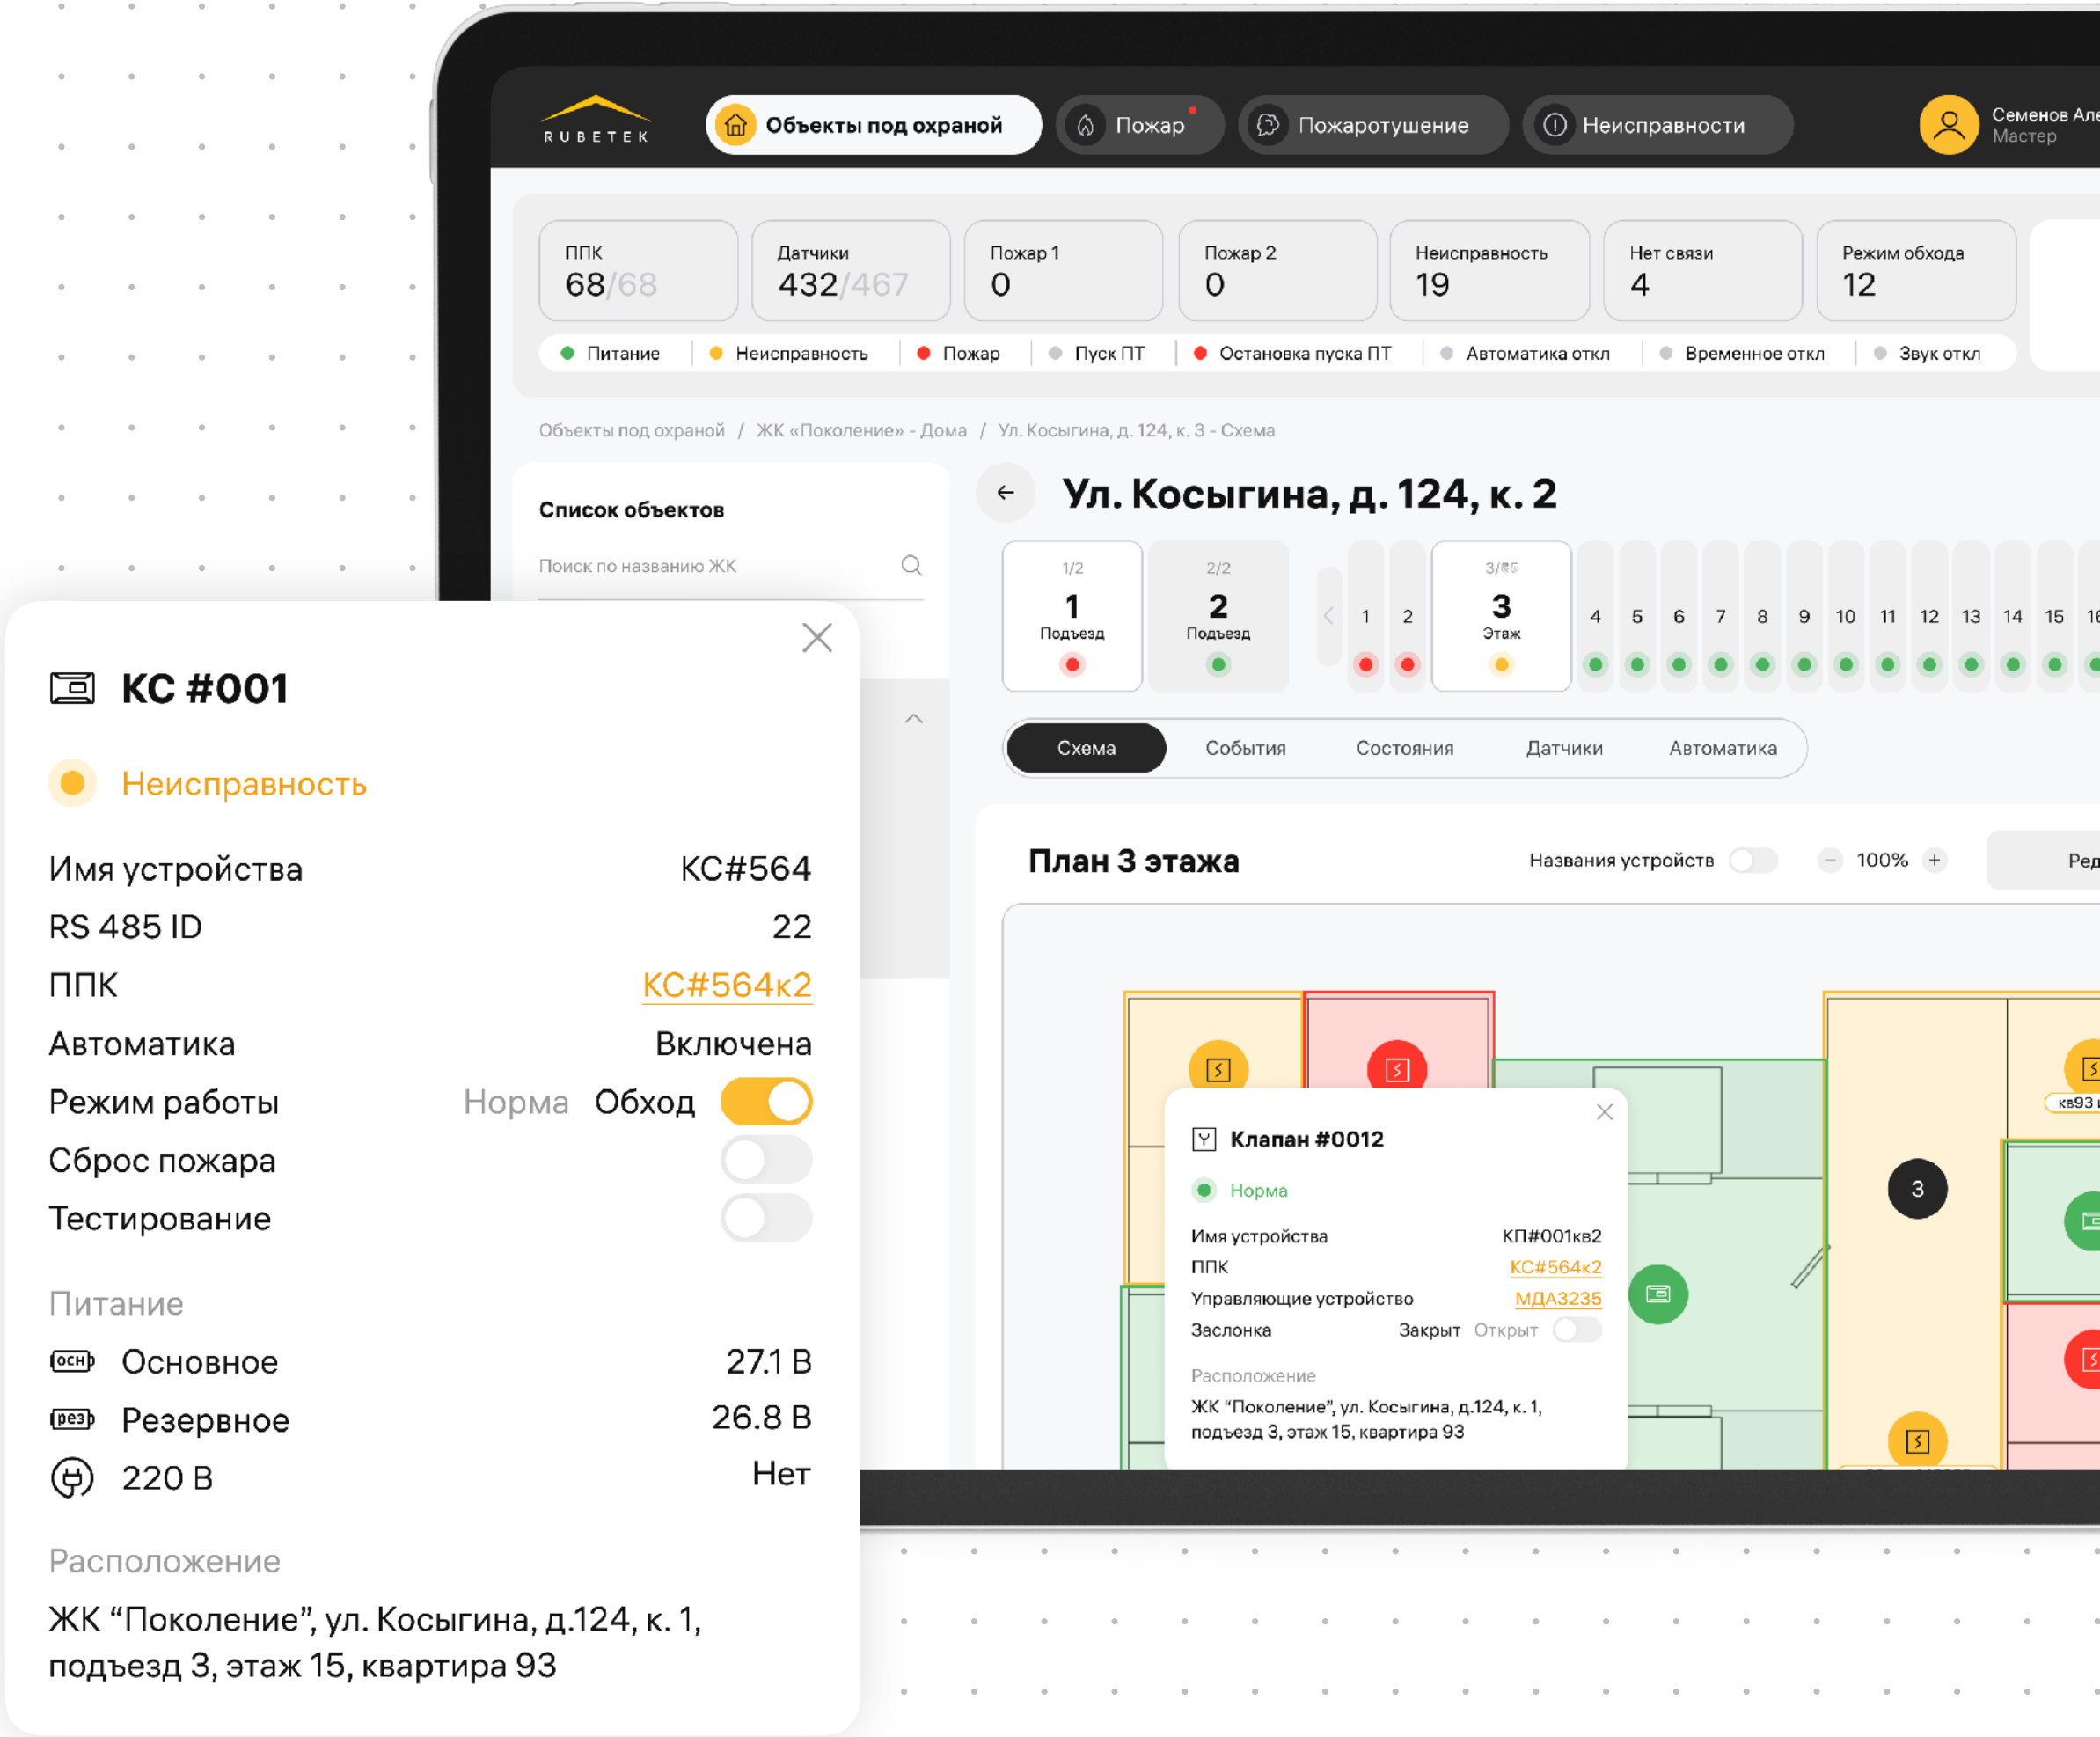 RUBETEK
Объекты под охраной
Пожар
Пожаротушение
Неисправности
Семенов Але
Мастер
ППК
68/68
Датчики
432/467
Пожар 1
0
Пожар 2
0
Неисправность
19
Нет связи
4
Режим обхода
12
Питание
Неисправность
Пожар
Пуск ПТ
Остановка пуска ПТ
Автоматика откл
Временное откл
Звук откл
Объекты под охраной / ЖК «Поколение» - Дома / Ул. Косыгина, д. 124, к. 3 - Схема
Список объектов
Поиск по названию ЖК
Ул. Косыгина, д. 124, к. 2
1/2
1
Подъезд
2/2
2
Подъезд
1 2
3
Этаж
4 5 6 7 8 9 10 11 12 13 14 15 16
Схема
События
Состояния
Датчики
Автоматика
План 3 этажа
Названия устройств
100%
Ред
кв93
3
Клапан #0012
Норма
Имя устройства КП#001кв2
ППК КС#564к2
Управляющие устройство МДА3235
Заслонка Закрыт Открыт
Расположение
ЖК “Поколение”, ул. Косыгина, д.124, к. 1,
подъезд 3, этаж 15, квартира 93
КС #001
Неисправность
Имя устройства КС#564
RS 485 ID 22
ППК КС#564к2
Автоматика Включена
Режим работы Норма Обход
Сброс пожара
Тестирование
Питание
осн Основное 27.1 В
рез Резервное 26.8 В
220 В Нет
Расположение
ЖК “Поколение”, ул. Косыгина, д.124, к. 1,
подъезд 3, этаж 15, квартира 93